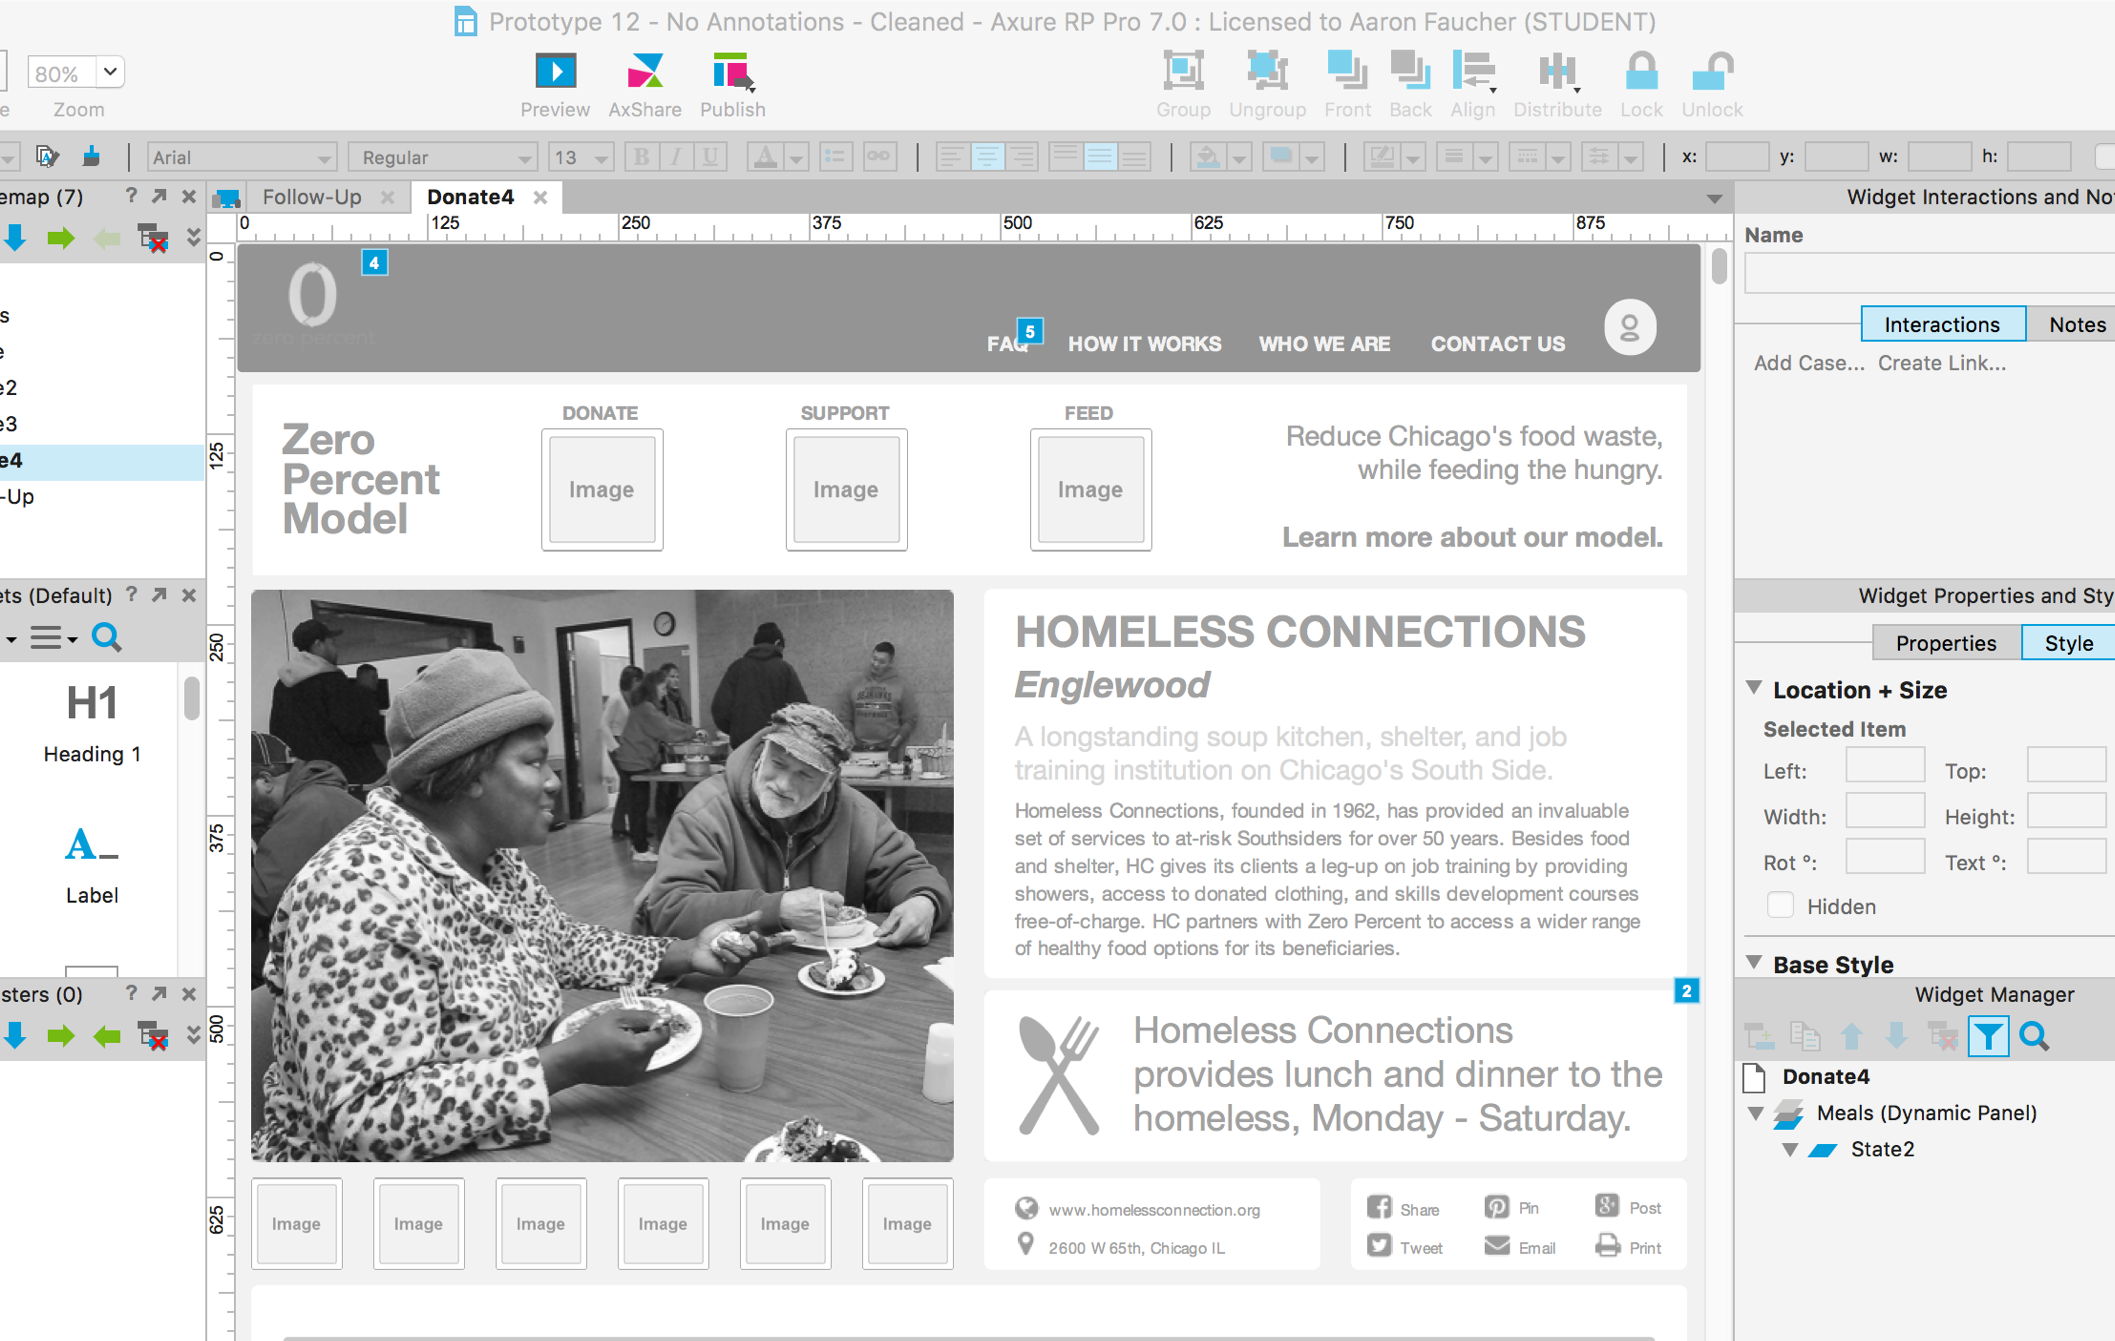 Prototype 12 - No Annotations - Cleaned - Axure RP Pro 7.0 : Licensed to Aaron Faucher (STUDENT)
80%
e
Zoom
Preview
AxShare
Publish
Group
Ungroup
Front
Back
Align
Distribute
Lock
Unlock
Arial
Regular
13
B
I
U
A
x:
y:
w:
h:
emap (7)
?
Follow-Up
Donate4
Widget Interactions and No
0
125
250
375
500
625
750
875
s
e
e2
e3
e4
-Up
ets (Default)
?
H1
Heading 1
A_
Label
sters (0)
?
0
125
250
375
500
625
0
zero percent
4
5
FAQ
HOW IT WORKS
WHO WE ARE
CONTACT US
Zero
Percent
Model
DONATE
SUPPORT
FEED
Image
Image
Image
Reduce Chicago's food waste,
while feeding the hungry.
Learn more about our model.
HOMELESS CONNECTIONS
Englewood
A longstanding soup kitchen, shelter, and job
training institution on Chicago's South Side.
Homeless Connections, founded in 1962, has provided an invaluable
set of services to at-risk Southsiders for over 50 years. Besides food
and shelter, HC gives its clients a leg-up on job training by providing
showers, access to donated clothing, and skills development courses
free-of-charge. HC partners with Zero Percent to access a wider range
of healthy food options for its beneficiaries.
2
Homeless Connections
provides lunch and dinner to the
homeless, Monday - Saturday.
Image
Image
Image
Image
Image
Image
www.homelessconnection.org
2600 W 65th, Chicago IL
Share
Pin
Post
Tweet
Email
Print
Name
Interactions
Notes
Add Case...
Create Link...
Widget Properties and Sty
Properties
Style
Location + Size
Selected Item
Left:
Top:
Width:
Height:
Rot °:
Text °:
Hidden
Base Style
Widget Manager
Donate4
Meals (Dynamic Panel)
State2